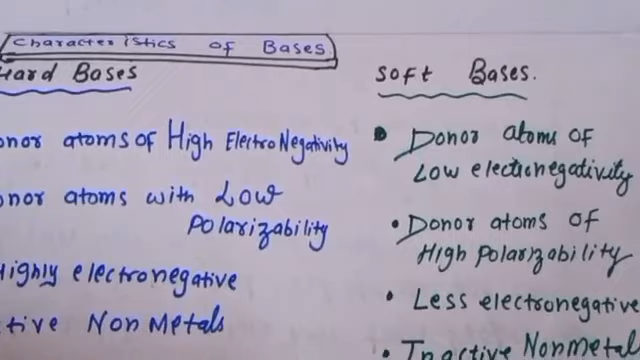 Characteristics of Bases
Hard Bases
onor atoms of High ElectroNegativity
onor atoms with Low
Polarizability
Highly electronegative
tive NonMetals
Soft Bases.
• Donor atoms of
Low electronegativity
• Donor atoms of
High Polarizability
• Less electronegative
• Inactive Nonmetal